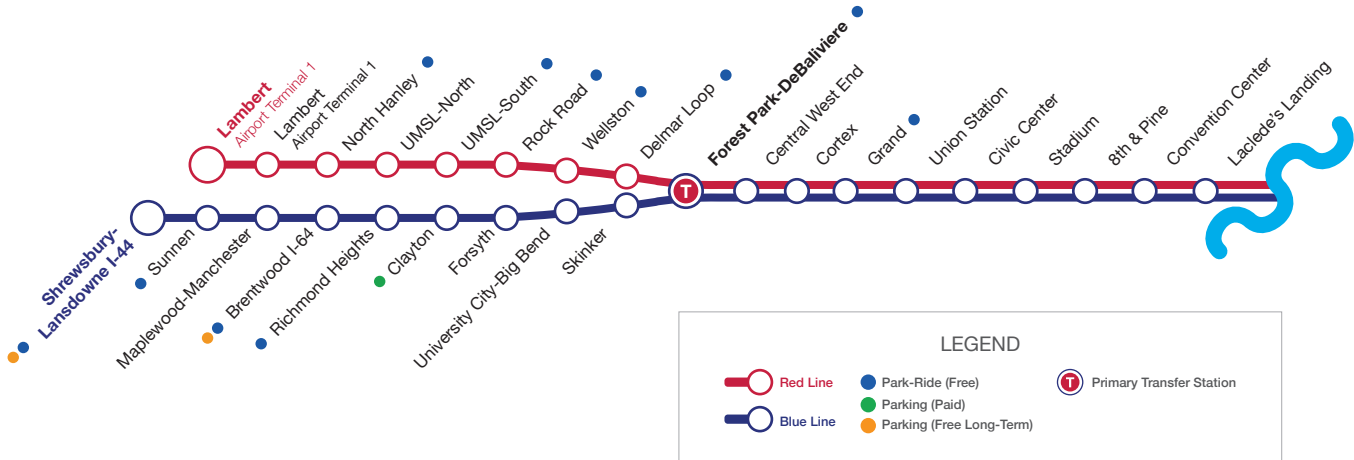 Lambert
Airport Terminal 1
Lambert
Airport Terminal 1
North Hanley
UMSL-North
UMSL-South
Rock Road
Wellston
Delmar Loop
Forest Park-DeBaliviere
Central West End
Cortex
Grand
Union Station
Civic Center
Stadium
8th & Pine
Convention Center
Laclede's Landing
T
Shrewsbury-
Lansdowne I-44
Sunnen
Maplewood-Manchester
Brentwood I-64
Richmond Heights
Clayton
Forsyth
University City-Big Bend
Skinker
LEGEND
Red Line
Blue Line
Park-Ride (Free)
Parking (Paid)
Parking (Free Long-Term)
T
Primary Transfer Station